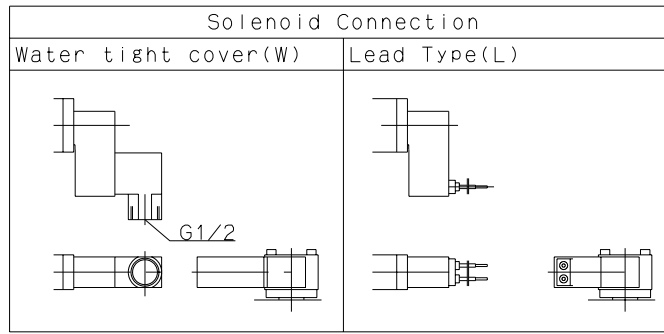 Solenoid Connection
Water tight cover(W)
Lead Type(L)
G1/2